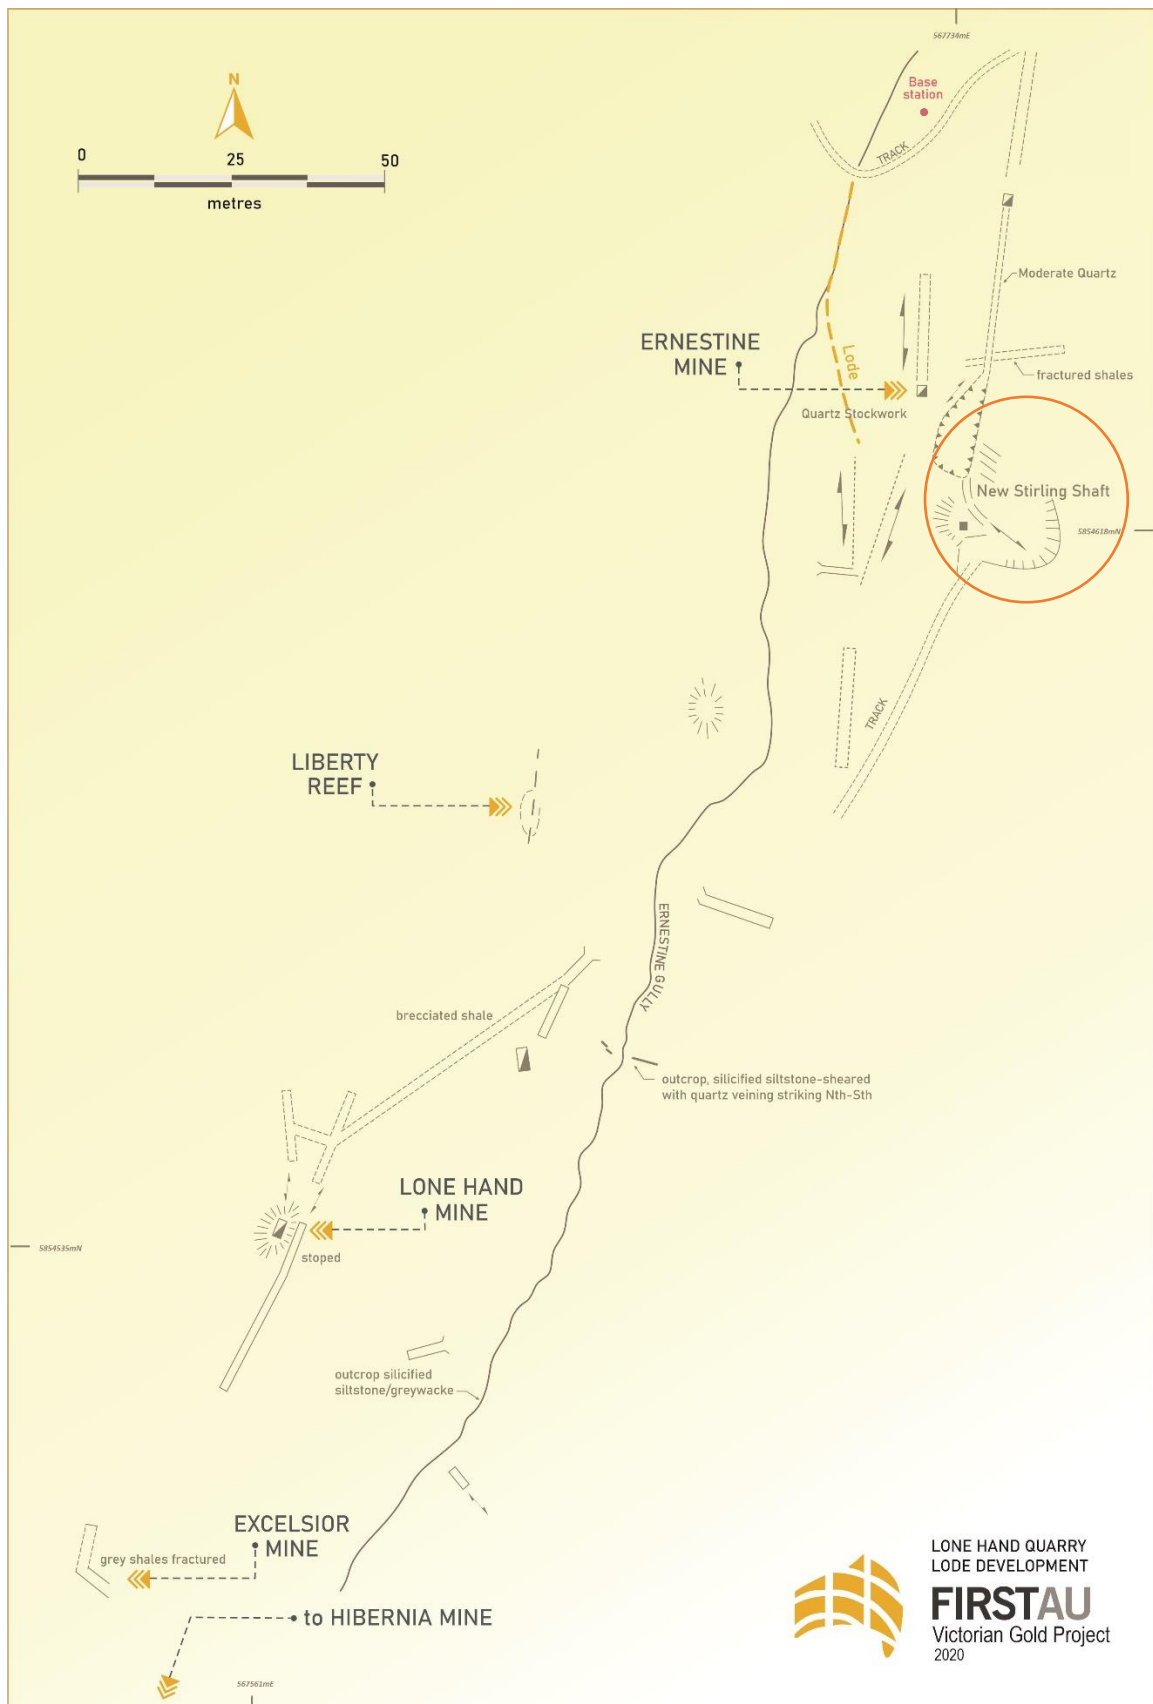 567734mE
Base
station
N
TRACK
0 25 50
metres
Moderate Quartz
ERNESTINE
MINE
Lode
fractured shales
Quartz Stockwork
New Stirling Shaft
5854618mN
TRACK
LIBERTY
REEF
ERNESTINE GULLY
brecciated shale
outcrop, silicified siltstone-sheared
with quartz veining striking Nth-Sth
LONE HAND
MINE
5854535mN
stoped
outcrop silicified
siltstone/greywacke
EXCELSIOR
MINE
grey shales fractured
to HIBERNIA MINE
567561mE
LONE HAND QUARRY
LODE DEVELOPMENT
FIRSTAU
Victorian Gold Project
2020